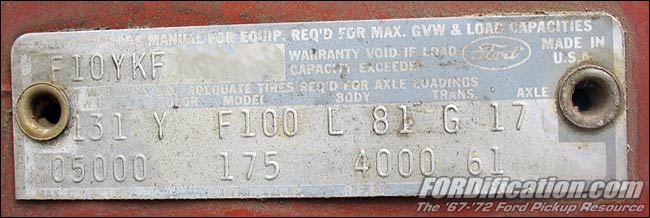 MANUAL FOR EQUIP. REQ'D FOR MAX. GVW & LOAD CAPACITIES
WARRANTY VOID IF LOAD Ford MADE IN
F10YKF CAPACITY EXCEEDED U.S.A.
ADEQUATE TIRES REQ'D FOR AXLE LOADINGS
MODEL BODY TRANS. AXLE
131 Y F100 L 81 G 17
05000 175 4000 61
FORDification.com
The '67-'72 Ford Pickup Resource